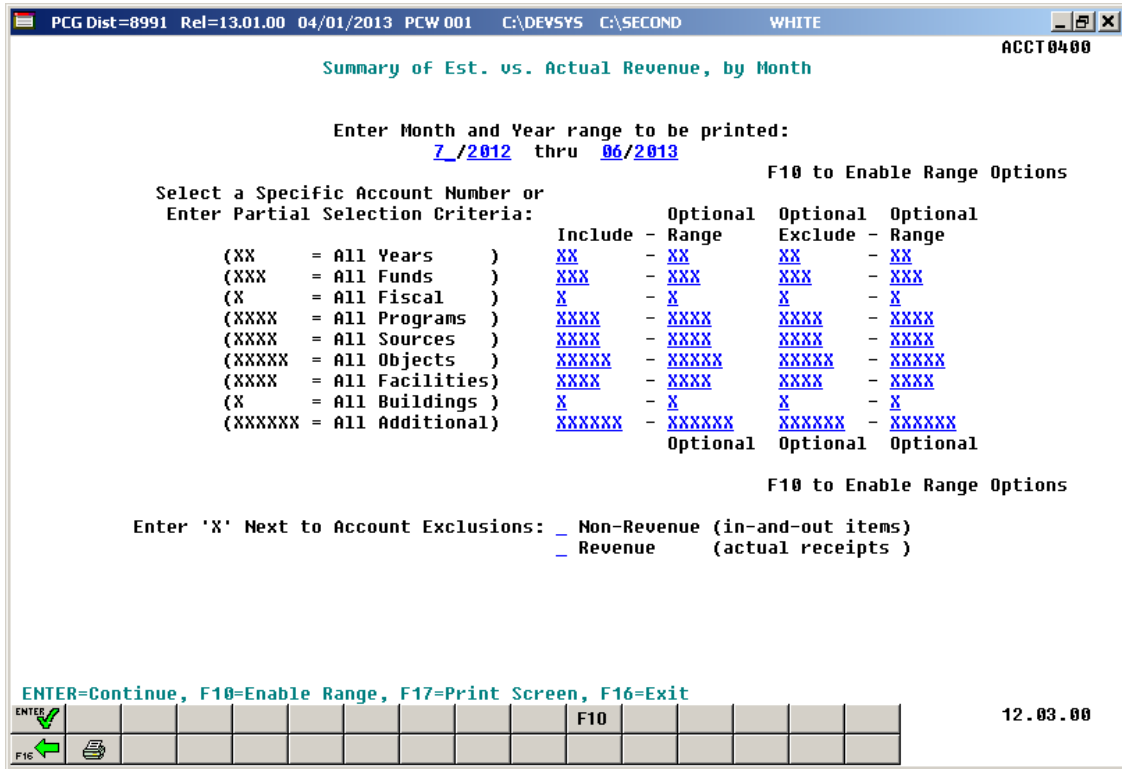 PCG Dist=8991 Rel=13.01.00 04/01/2013 PCW 001 C:\DEVSYS C:\SECOND WHITE
ACCT0400
Summary of Est. vs. Actual Revenue, by Month
Enter Month and Year range to be printed:
7_/2012 thru 06/2013
F10 to Enable Range Options
Select a Specific Account Number or
Enter Partial Selection Criteria: Optional Optional Optional
Include - Range Exclude - Range
(XX = All Years ) XX - XX XX - XX
(XXX = All Funds ) XXX - XXX XXX - XXX
(X = All Fiscal ) X - X X - X
(XXXX = All Programs ) XXXX - XXXX XXXX - XXXX
(XXXX = All Sources ) XXXX - XXXX XXXX - XXXX
(XXXXX = All Objects ) XXXXX - XXXXX XXXXX - XXXXX
(XXXX = All Facilities) XXXX - XXXX XXXX - XXXX
(X = All Buildings ) X - X X - X
(XXXXXX = All Additional) XXXXXX - XXXXXX XXXXXX - XXXXXX
Optional Optional Optional
F10 to Enable Range Options
Enter 'X' Next to Account Exclusions: _ Non-Revenue (in-and-out items)
_ Revenue (actual receipts )
ENTER=Continue, F10=Enable Range, F17=Print Screen, F16=Exit
ENTER F10 12.03.00
F16